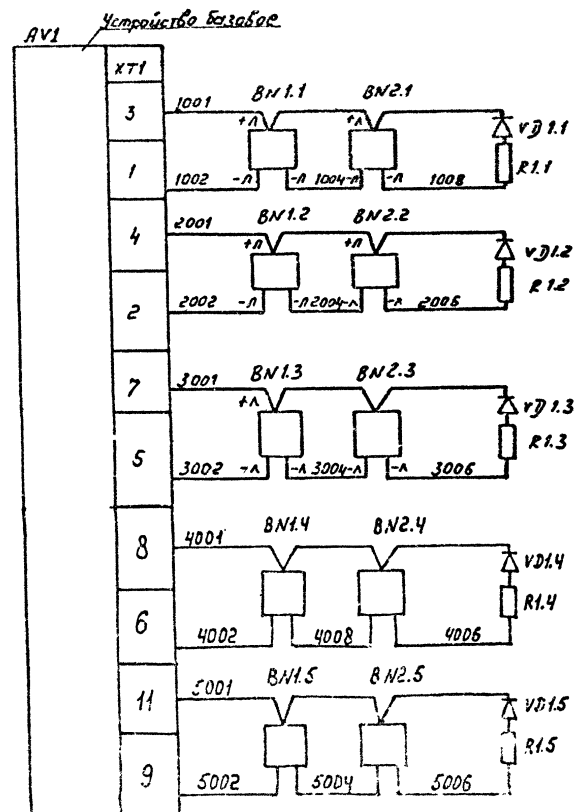 Устройство базовое
AV1
XT1
3 1001 BN1.1 BN2.1
+Л +Л VD1.1
R1.1
1 1002 -Л -Л 1004 -Л -Л 1008
4 2001 BN1.2 BN2.2
+Л +Л VD1.2
R1.2
2 2002 -Л -Л 2004 -Л -Л 2006
7 3001 BN1.3 BN2.3
+Л VD1.3
R1.3
5 3002 -Л -Л 3004 -Л -Л 3006
8 4001 BN1.4 BN2.4
VD1.4
R1.4
6 4002 4008 4006
11 5001 BN1.5 BN2.5
VD1.5
R1.5
9 5002 5004 5006